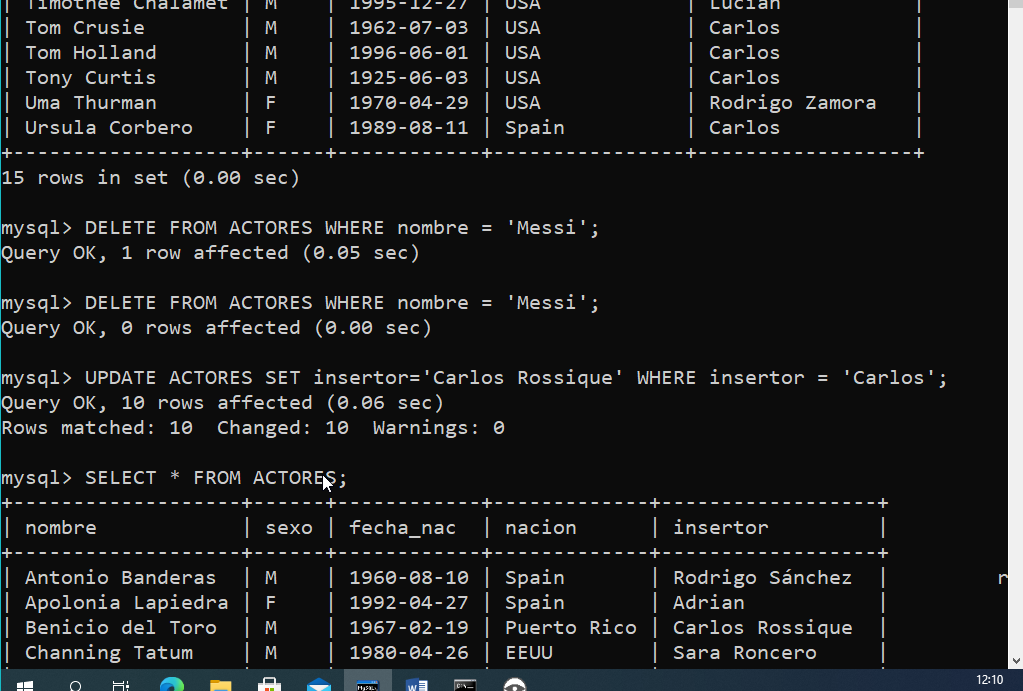 | Timothee Chalamet | M | 1995-12-27 | USA | Lucian |
| Tom Crusie | M | 1962-07-03 | USA | Carlos |
| Tom Holland | M | 1996-06-01 | USA | Carlos |
| Tony Curtis | M | 1925-06-03 | USA | Carlos |
| Uma Thurman | F | 1970-04-29 | USA | Rodrigo Zamora |
| Ursula Corbero | F | 1989-08-11 | Spain | Carlos |
+-------------------+------+------------+----------------+------------------+
15 rows in set (0.00 sec)
mysql> DELETE FROM ACTORES WHERE nombre = 'Messi';
Query OK, 1 row affected (0.05 sec)
mysql> DELETE FROM ACTORES WHERE nombre = 'Messi';
Query OK, 0 rows affected (0.00 sec)
mysql> UPDATE ACTORES SET insertor='Carlos Rossique' WHERE insertor = 'Carlos';
Query OK, 10 rows affected (0.06 sec)
Rows matched: 10  Changed: 10  Warnings: 0
mysql> SELECT * FROM ACTORES;
+-------------------+------+------------+-------------+------------------+
| nombre | sexo | fecha_nac | nacion | insertor |
+-------------------+------+------------+-------------+------------------+
| Antonio Banderas | M | 1960-08-10 | Spain | Rodrigo Sánchez | r
| Apolonia Lapiedra | F | 1992-04-27 | Spain | Adrian |
| Benicio del Toro | M | 1967-02-19 | Puerto Rico | Carlos Rossique |
| Channing Tatum | M | 1980-04-26 | EEUU | Sara Roncero |
12:10